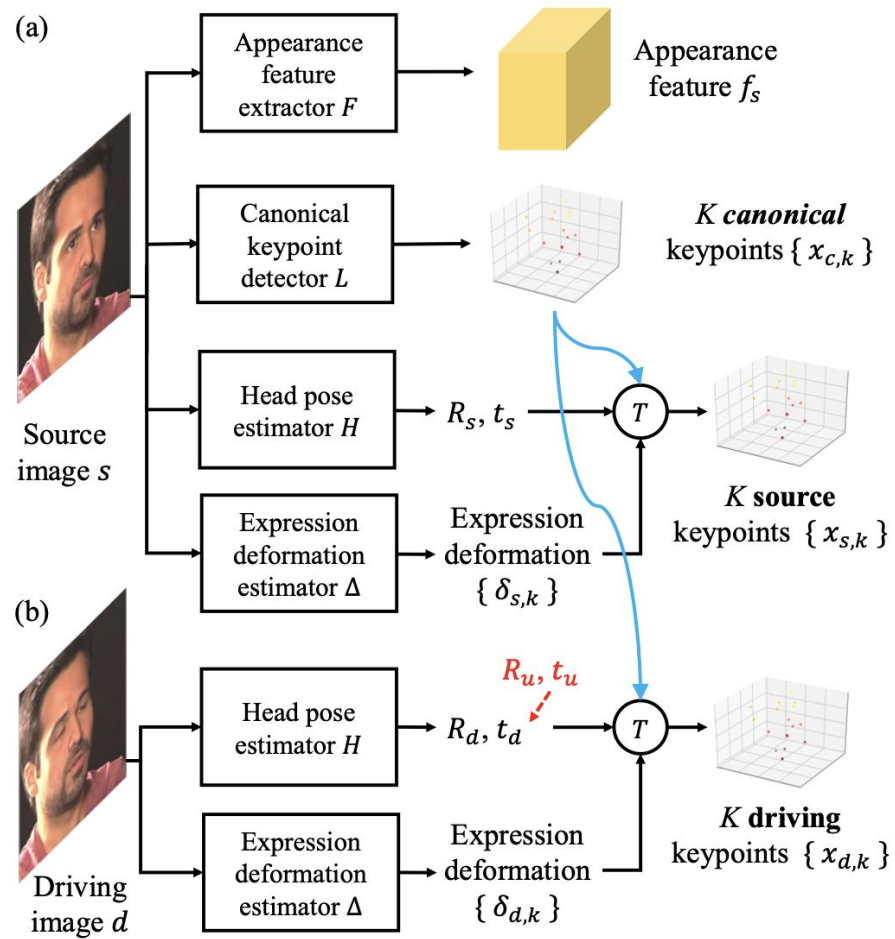 (a)
Appearance
feature
extractor F
Appearance
feature f_s
Canonical
keypoint
detector L
K canonical
keypoints { x_{c,k} }
Head pose
estimator H
R_s, t_s
T
Source
image s
K source
keypoints { x_{s,k} }
Expression
deformation
estimator Δ
Expression
deformation
{ δ_{s,k} }
(b)
R_u, t_u
Head pose
estimator H
R_d, t_d
T
K driving
keypoints { x_{d,k} }
Expression
deformation
estimator Δ
Expression
deformation
{ δ_{d,k} }
Driving
image d